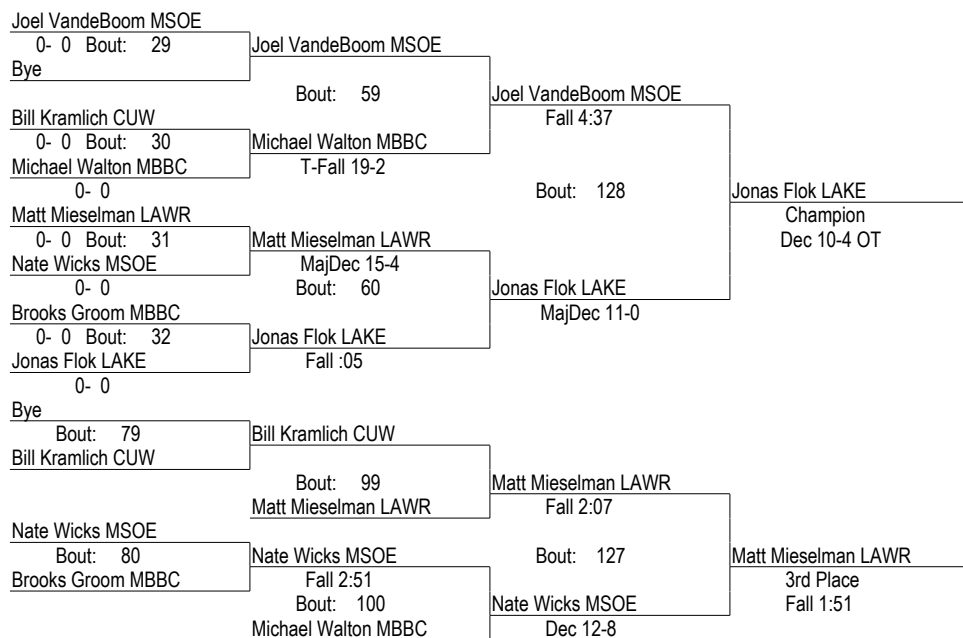 Joel VandeBoom MSOE
0- 0 Bout: 29 Joel VandeBoom MSOE
Bye
Bout: 59 Joel VandeBoom MSOE
Bill Kramlich CUW Fall 4:37
0- 0 Bout: 30 Michael Walton MBBC
Michael Walton MBBC T-Fall 19-2
0- 0 Bout: 128 Jonas Flok LAKE
Matt Mieselman LAWR Champion
0- 0 Bout: 31 Matt Mieselman LAWR Dec 10-4 OT
Nate Wicks MSOE MajDec 15-4
0- 0 Bout: 60 Jonas Flok LAKE
Brooks Groom MBBC MajDec 11-0
0- 0 Bout: 32 Jonas Flok LAKE
Jonas Flok LAKE Fall :05
0- 0
Bye
Bout: 79 Bill Kramlich CUW
Bill Kramlich CUW
Bout: 99 Matt Mieselman LAWR
Matt Mieselman LAWR Fall 2:07
Nate Wicks MSOE
Bout: 80 Nate Wicks MSOE Bout: 127 Matt Mieselman LAWR
Brooks Groom MBBC Fall 2:51 3rd Place
Bout: 100 Nate Wicks MSOE Fall 1:51
Michael Walton MBBC Dec 12-8